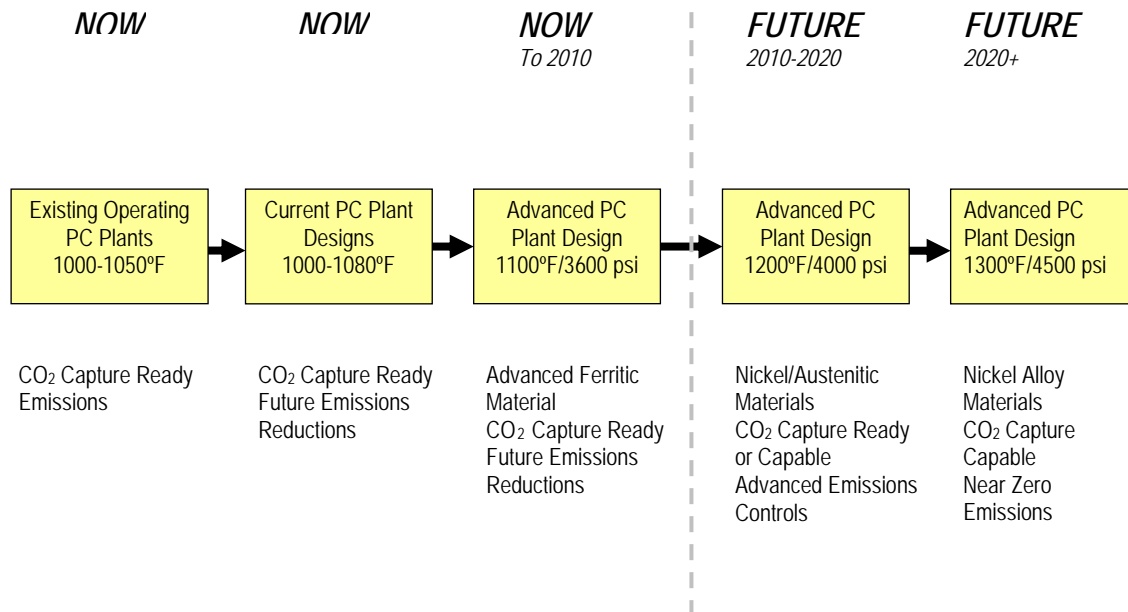 NOW
NOW
NOW
To 2010
FUTURE
2010-2020
FUTURE
2020+
Existing Operating
PC Plants
1000-1050ºF
Current PC Plant
Designs
1000-1080ºF
Advanced PC
Plant Design
1100ºF/3600 psi
Advanced PC
Plant Design
1200ºF/4000 psi
Advanced PC
Plant Design
1300ºF/4500 psi
CO₂ Capture Ready
Emissions
CO₂ Capture Ready
Future Emissions
Reductions
Advanced Ferritic
Material
CO₂ Capture Ready
Future Emissions
Reductions
Nickel/Austenitic
Materials
CO₂ Capture Ready
or Capable
Advanced Emissions
Controls
Nickel Alloy
Materials
CO₂ Capture
Capable
Near Zero
Emissions